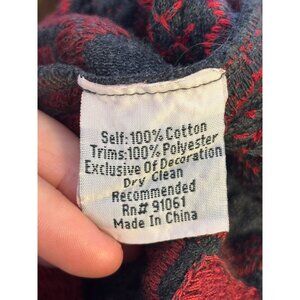 Self: 100% Cotton
Trims: 100% Polyester
Exclusive Of Decoration
Dry Clean
Recommended
Rn# 91061
Made In China